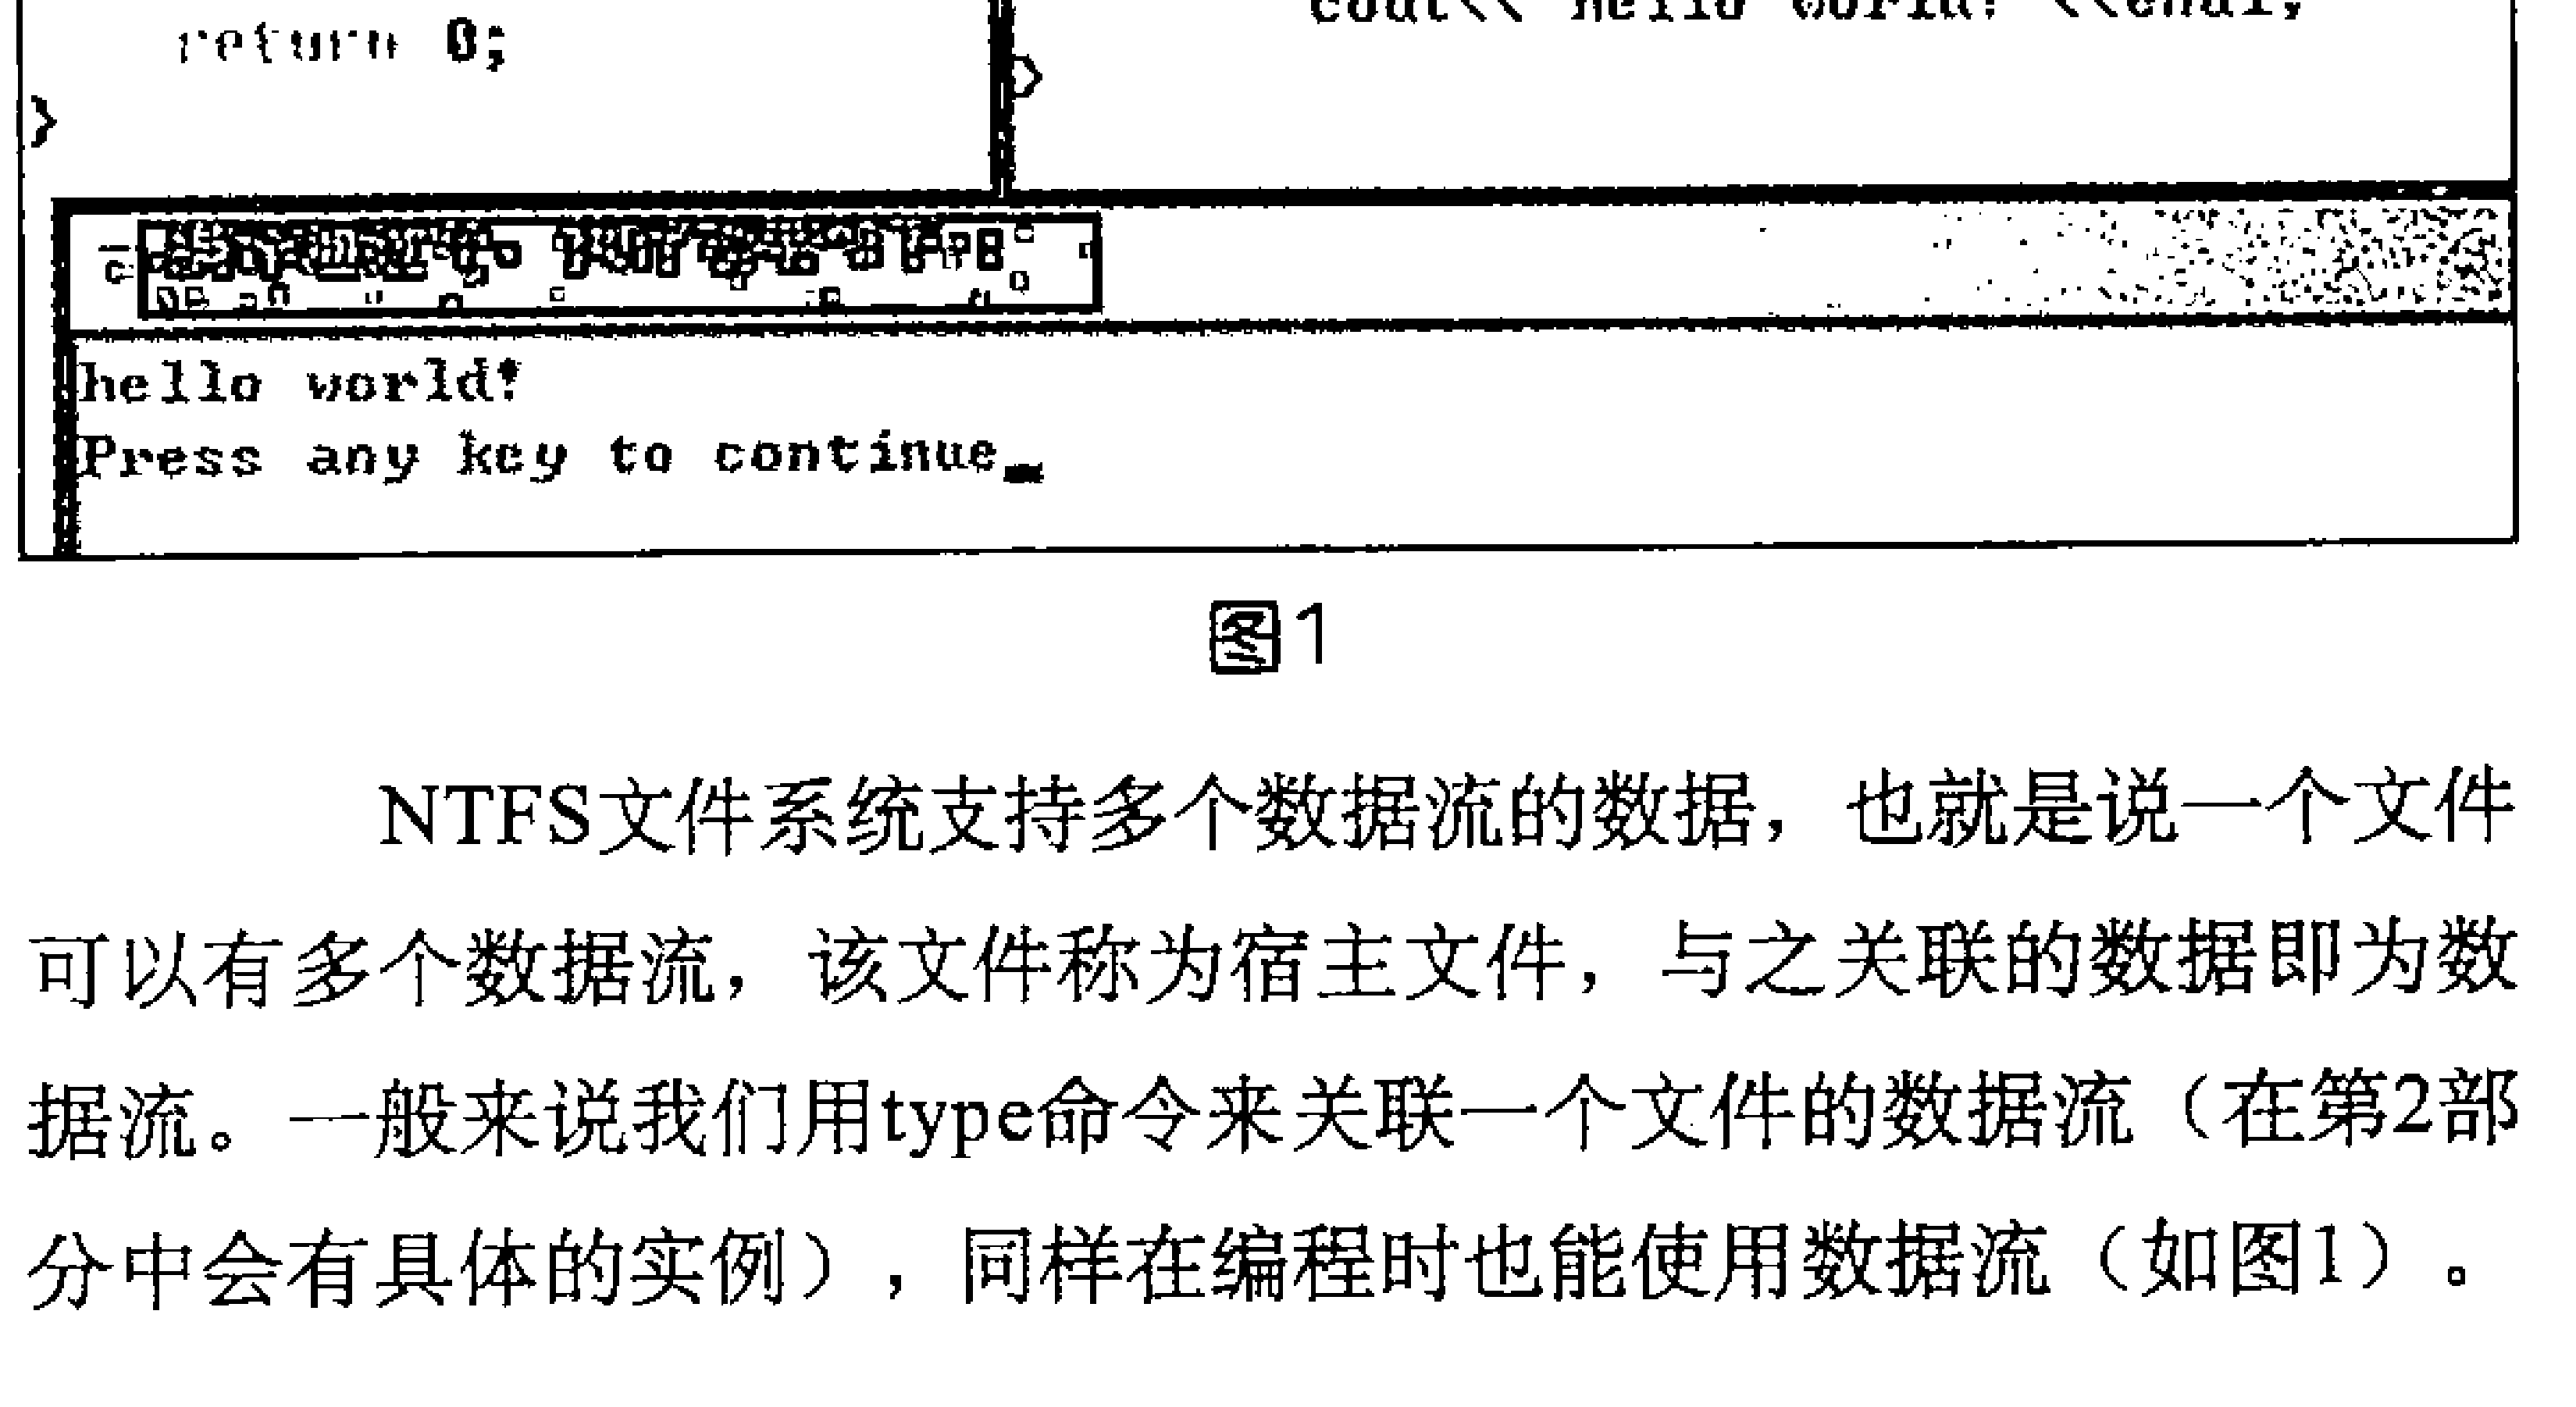 return 0;
}
cout<<"hello world!"<<endl;
}
hello world!
Press any key to continue_
图1
NTFS文件系统支持多个数据流的数据，也就是说一个文件
可以有多个数据流，该文件称为宿主文件，与之关联的数据即为数
据流。一般来说我们用type命令来关联一个文件的数据流（在第2部
分中会有具体的实例），同样在编程时也能使用数据流（如图1）。